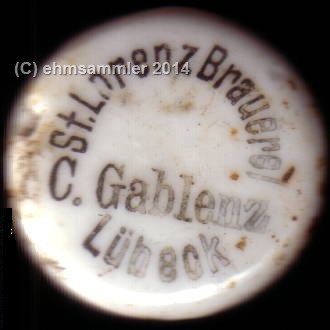 (C) ehmsammler 2014
St. Lorenz Brauerei
C. Gablenz
Lübeck